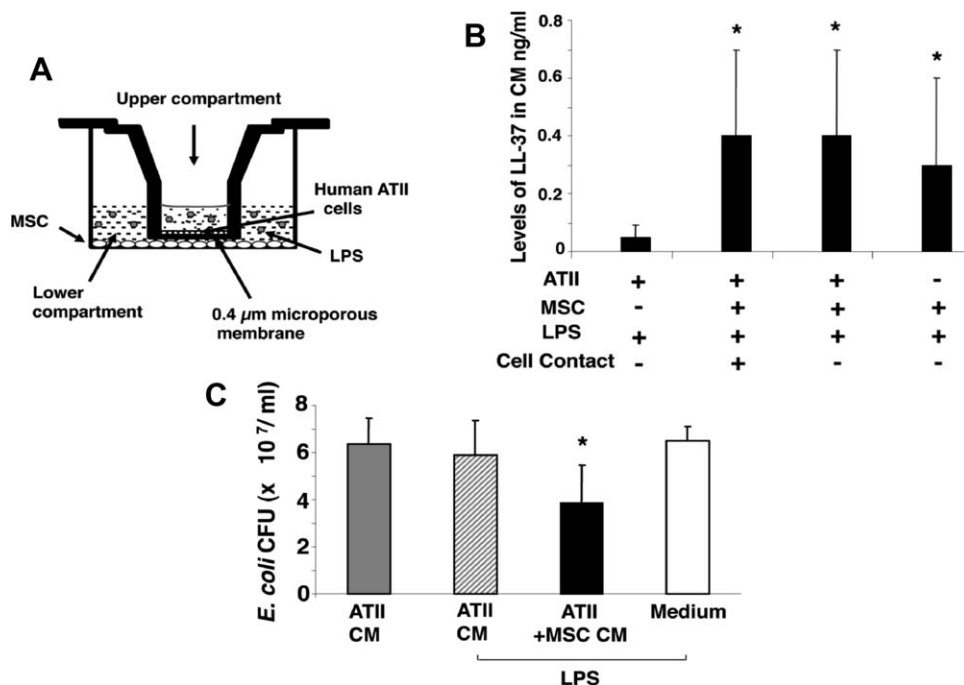 A
Upper compartment
Human ATII
cells
MSC
LPS
Lower
compartment
0.4 µm microporous
membrane
B
Levels of LL-37 in CM ng/ml
0.8
0.6
0.4
0.2
0
* * *
ATII + + + -
MSC - + + +
LPS + + + +
Cell Contact - + - -
C
E. coli CFU (x 10⁷/ ml)
8
6
4
2
0
*
ATII ATII ATII Medium
CM CM +MSC CM
LPS